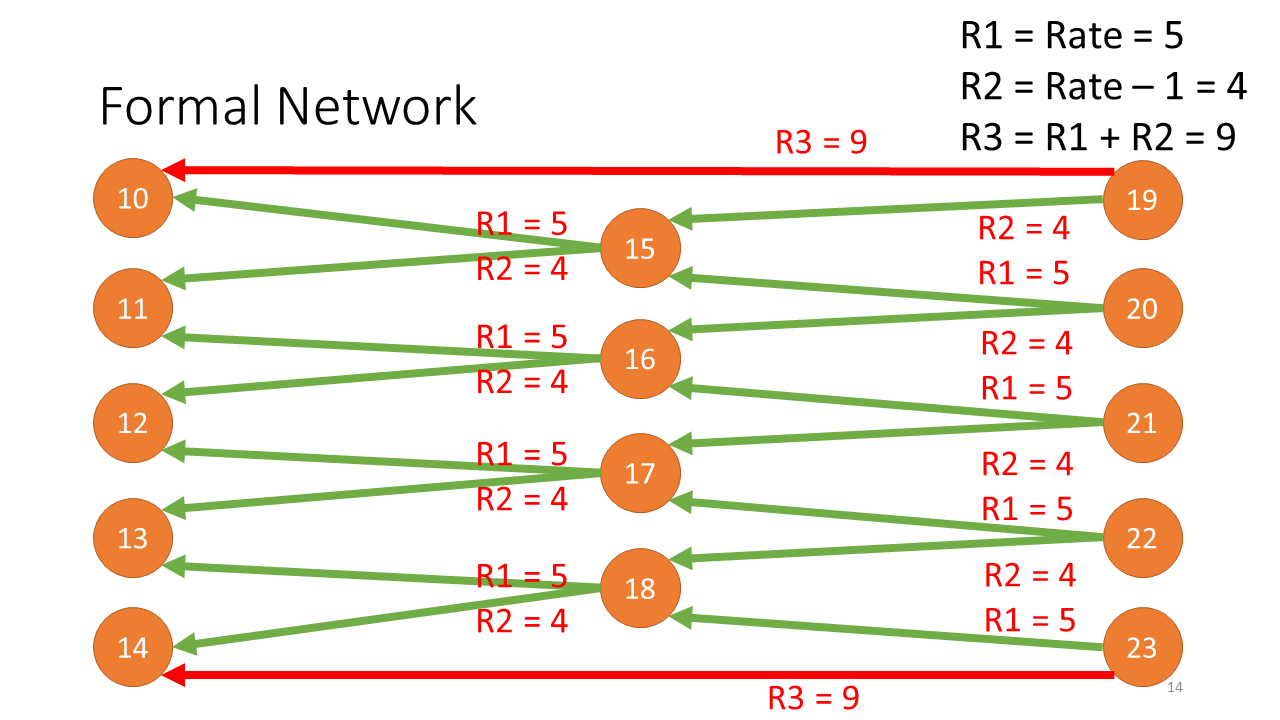 R1 = Rate = 5
R2 = Rate – 1 = 4
R3 = R1 + R2 = 9
Formal Network
R3 = 9
10
19
R1 = 5
R2 = 4
15
R2 = 4
R1 = 5
11
20
R1 = 5
R2 = 4
16
R2 = 4
R1 = 5
12
21
R1 = 5
R2 = 4
17
R2 = 4
R1 = 5
13
22
R1 = 5
R2 = 4
18
R2 = 4
R1 = 5
14
23
R3 = 9
14